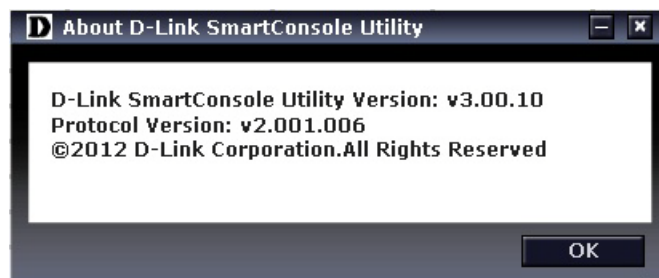 D About D-Link SmartConsole Utility
D-Link SmartConsole Utility Version: v3.00.10
Protocol Version: v2.001.006
©2012 D-Link Corporation.All Rights Reserved
OK